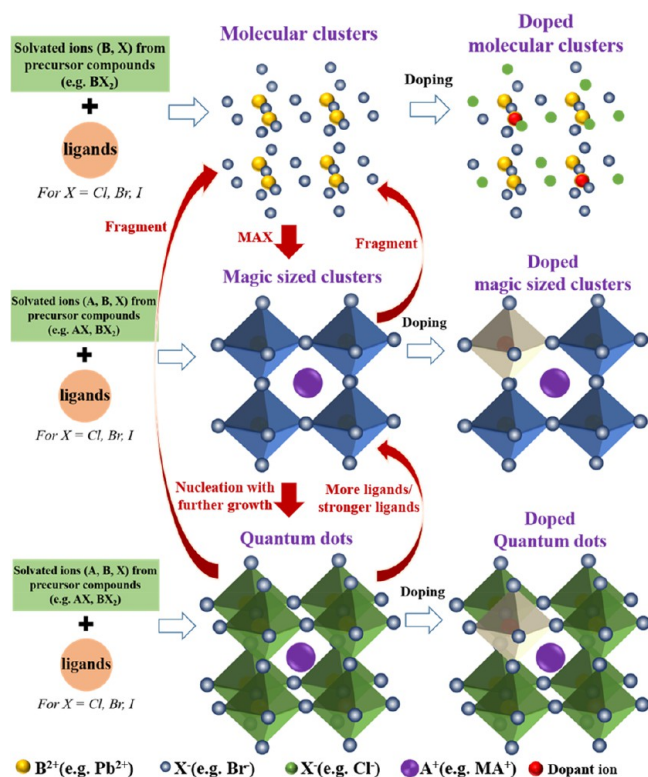 Solvated ions (B, X) from
precursor compounds
(e.g. BX₂)
+
ligands
For X = Cl, Br, I
Molecular clusters
Doping
Doped
molecular clusters
Fragment
MAX
Fragment
Solvated ions (A, B, X) from
precursor compounds
(e.g. AX, BX₂)
+
ligands
For X = Cl, Br, I
Magic sized clusters
Doping
Doped
magic sized clusters
Nucleation with
further growth
More ligands/
stronger ligands
Solvated ions (A, B, X) from
precursor compounds
(e.g. AX, BX₂)
+
ligands
For X = Cl, Br, I
Quantum dots
Doping
Doped
Quantum dots
B²⁺(e.g. Pb²⁺) X⁻(e.g. Br⁻) X⁻(e.g. Cl⁻) A⁺(e.g. MA⁺) Dopant ion